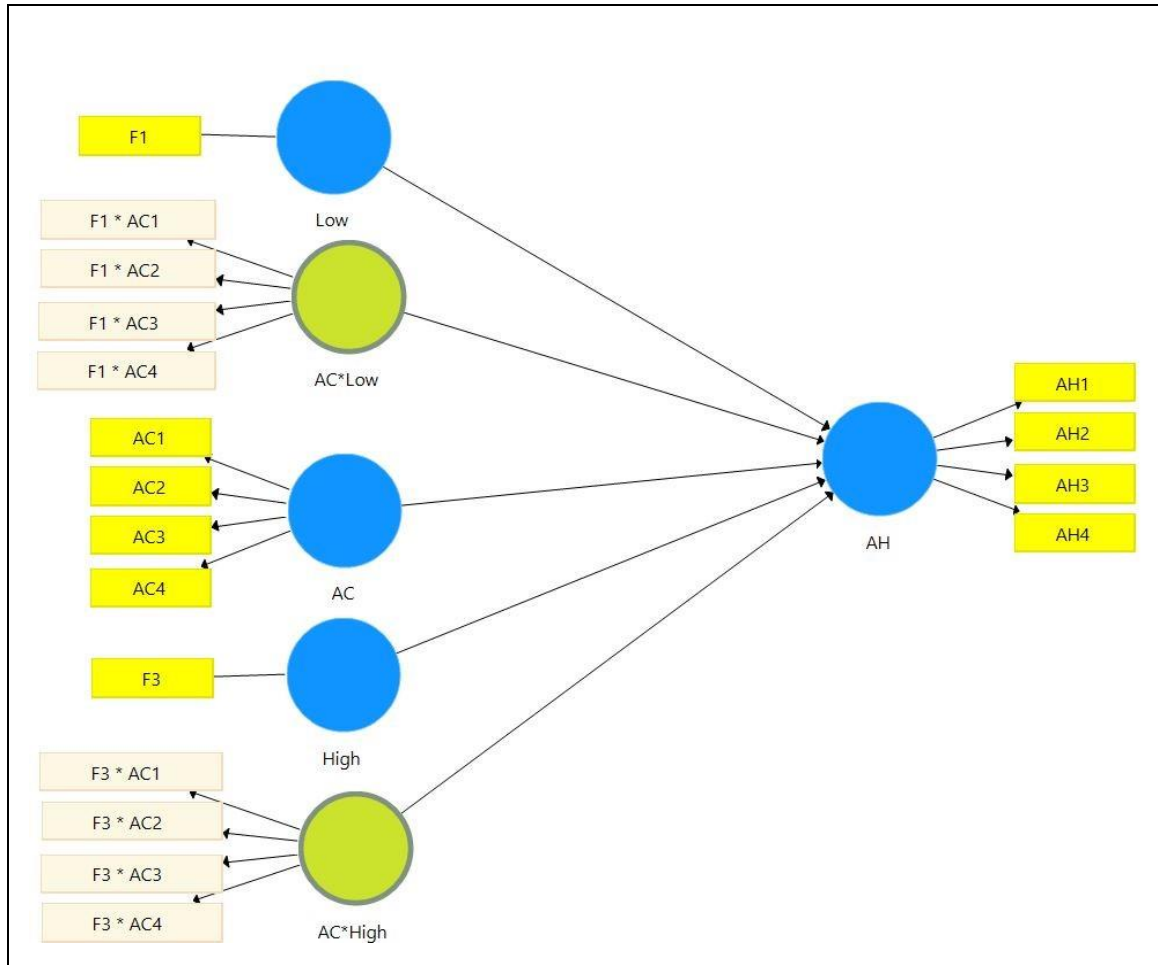 F1
Low
F1 * AC1
F1 * AC2
F1 * AC3
F1 * AC4
AC*Low
AC1
AC2
AC3
AC4
AC
F3
High
F3 * AC1
F3 * AC2
F3 * AC3
F3 * AC4
AC*High
AH
AH1
AH2
AH3
AH4